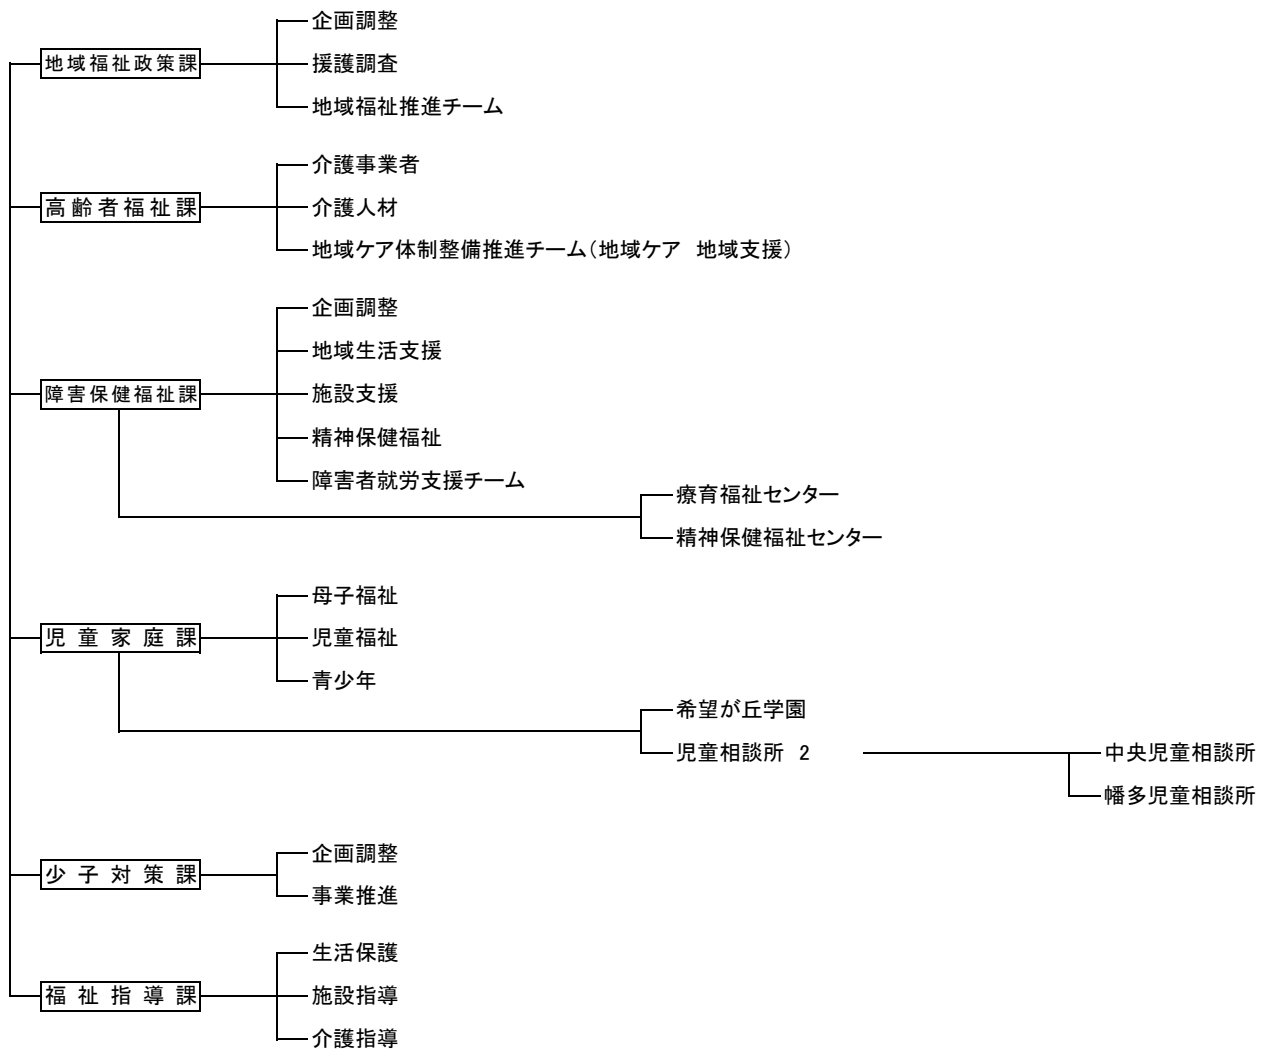 企画調整
地域福祉政策課
援護調査
地域福祉推進チーム
介護事業者
高齢者福祉課
介護人材
地域ケア体制整備推進チーム(地域ケア　地域支援)
企画調整
地域生活支援
障害保健福祉課
施設支援
精神保健福祉
障害者就労支援チーム
療育福祉センター
精神保健福祉センター
母子福祉
児童家庭課
児童福祉
青少年
希望が丘学園
児童相談所　2
中央児童相談所
幡多児童相談所
企画調整
少子対策課
事業推進
生活保護
福祉指導課
施設指導
介護指導